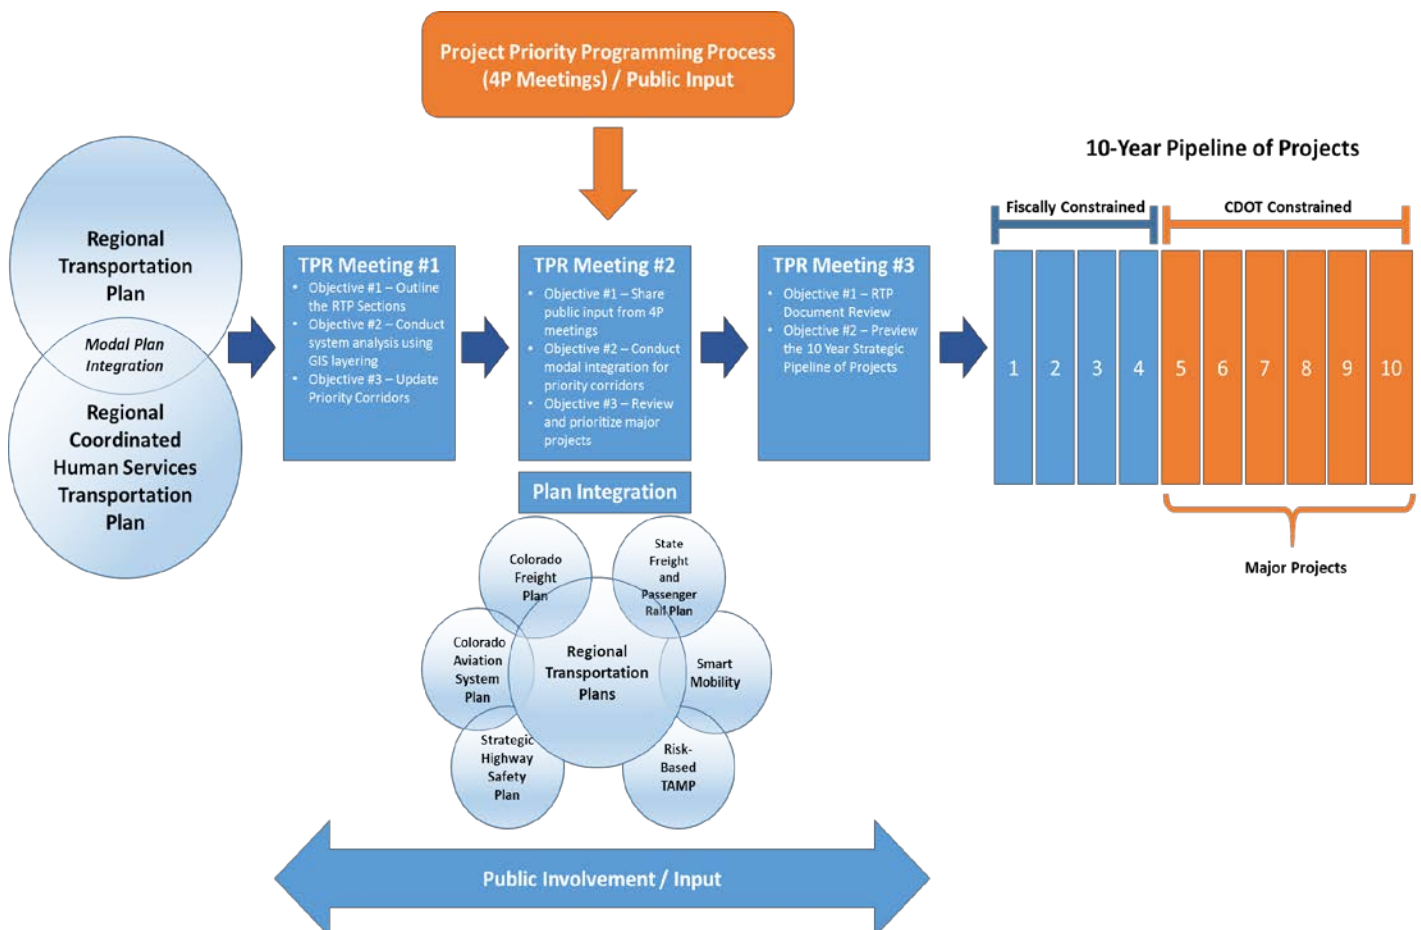 Project Priority Programming Process
(4P Meetings) / Public Input
10-Year Pipeline of Projects
Fiscally Constrained
CDOT Constrained
Regional
Transportation
Plan
Modal Plan
Integration
Regional
Coordinated
Human Services
Transportation
Plan
TPR Meeting #1
• Objective #1 – Outline
the RTP Sections
• Objective #2 – Conduct
system analysis using
GIS layering
• Objective #3 – Update
Priority Corridors
TPR Meeting #2
• Objective #1 – Share
public input from 4P
meetings
• Objective #2 – Conduct
modal integration for
priority corridors
• Objective #3 – Review
and prioritize major
projects
TPR Meeting #3
• Objective #1 – RTP
Document Review
• Objective #2 – Preview
the 10 Year Strategic
Pipeline of Projects
1 2 3 4 5 6 7 8 9 10
Major Projects
Plan Integration
Colorado
Freight
Plan
State
Freight
and
Passenger
Rail Plan
Colorado
Aviation
System
Plan
Regional
Transportation
Plans
Smart
Mobility
Strategic
Highway
Safety
Plan
Risk-
Based
TAMP
Public Involvement / Input